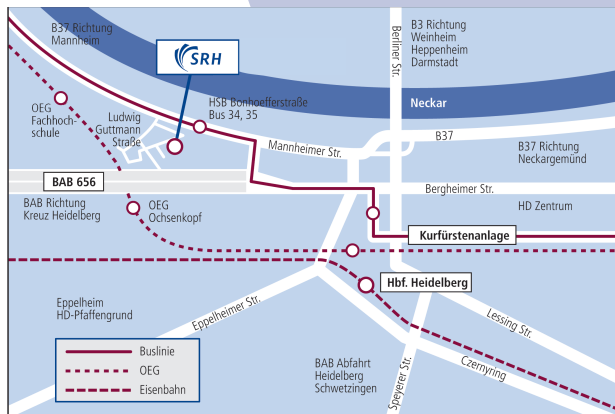 B37 Richtung
Mannheim
SRH
Berliner Str.
B3 Richtung
Weinheim
Heppenheim
Darmstadt
OEG
Fachhoch-
schule
Ludwig
Guttmann
Straße
HSB Bonhoefferstraße
Bus 34, 35
Neckar
Mannheimer Str.
B37
B37 Richtung
Neckargemünd
BAB 656
Bergheimer Str.
BAB Richtung
Kreuz Heidelberg
OEG
Ochsenkopf
HD Zentrum
Kurfürstenanlage
Hbf. Heidelberg
Eppelheim
HD-Pfaffengrund
Eppelheimer Str.
Lessing Str.
Buslinie
OEG
Eisenbahn
BAB Abfahrt
Heidelberg
Schwetzingen
Speyerer Str.
Czernyring